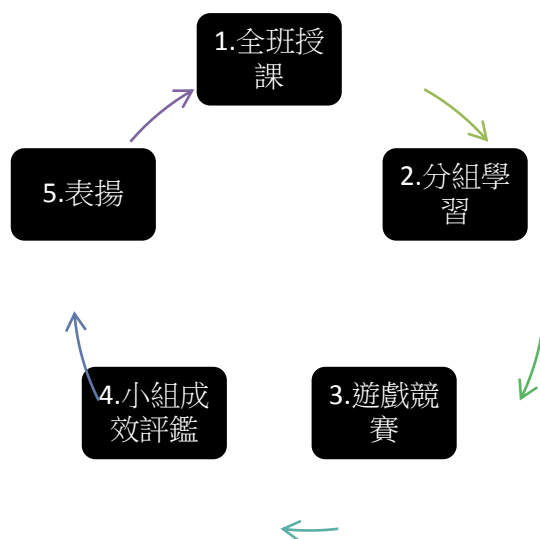 1.全班授
課
2.分組學
習
3.遊戲競
賽
4.小組成
效評鑑
5.表揚